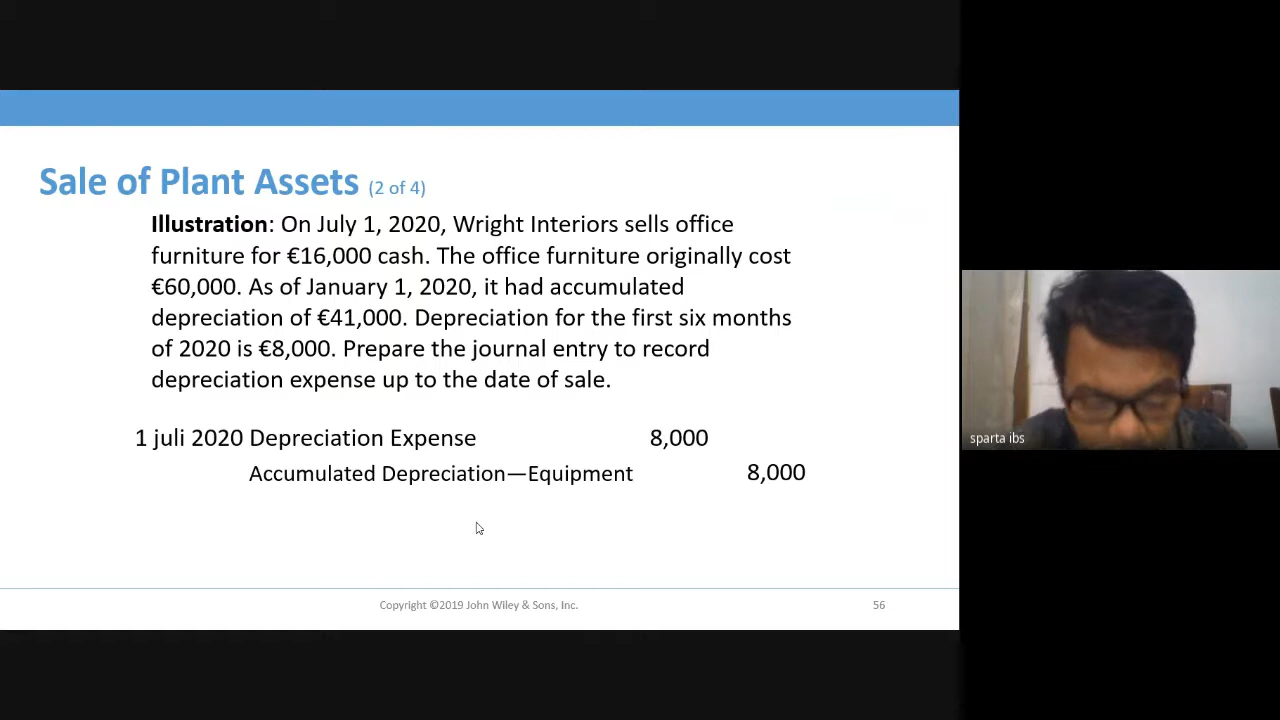 Sale of Plant Assets (2 of 4)
Illustration: On July 1, 2020, Wright Interiors sells office
furniture for €16,000 cash. The office furniture originally cost
€60,000. As of January 1, 2020, it had accumulated
depreciation of €41,000. Depreciation for the first six months
of 2020 is €8,000. Prepare the journal entry to record
depreciation expense up to the date of sale.
1 juli 2020 Depreciation Expense 8,000
Accumulated Depreciation—Equipment 8,000
Copyright ©2019 John Wiley & Sons, Inc. 56
sparta ibs